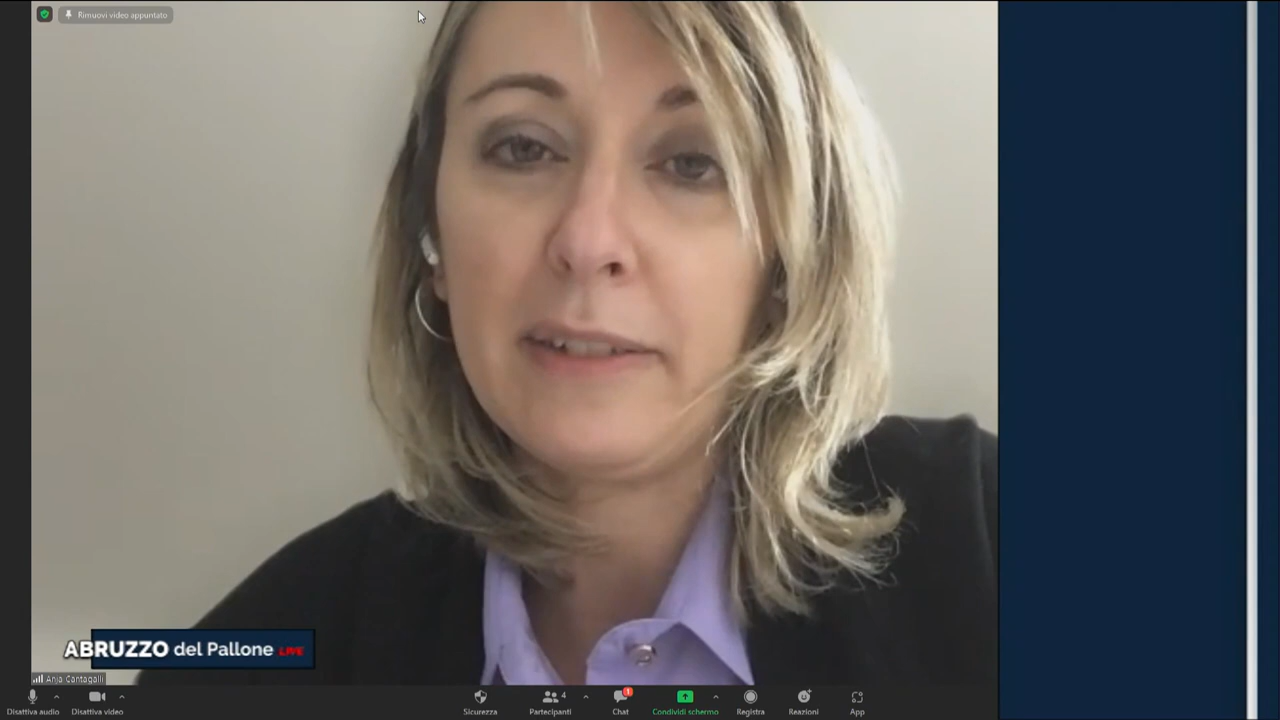 Rimuovi video appuntato
ABRUZZO del Pallone LIVE
Anja Cantagalli
Disattiva audio
Disattiva video
Sicurezza
Partecipanti
4
Chat
1
Condividi schermo
Registra
Reazioni
App